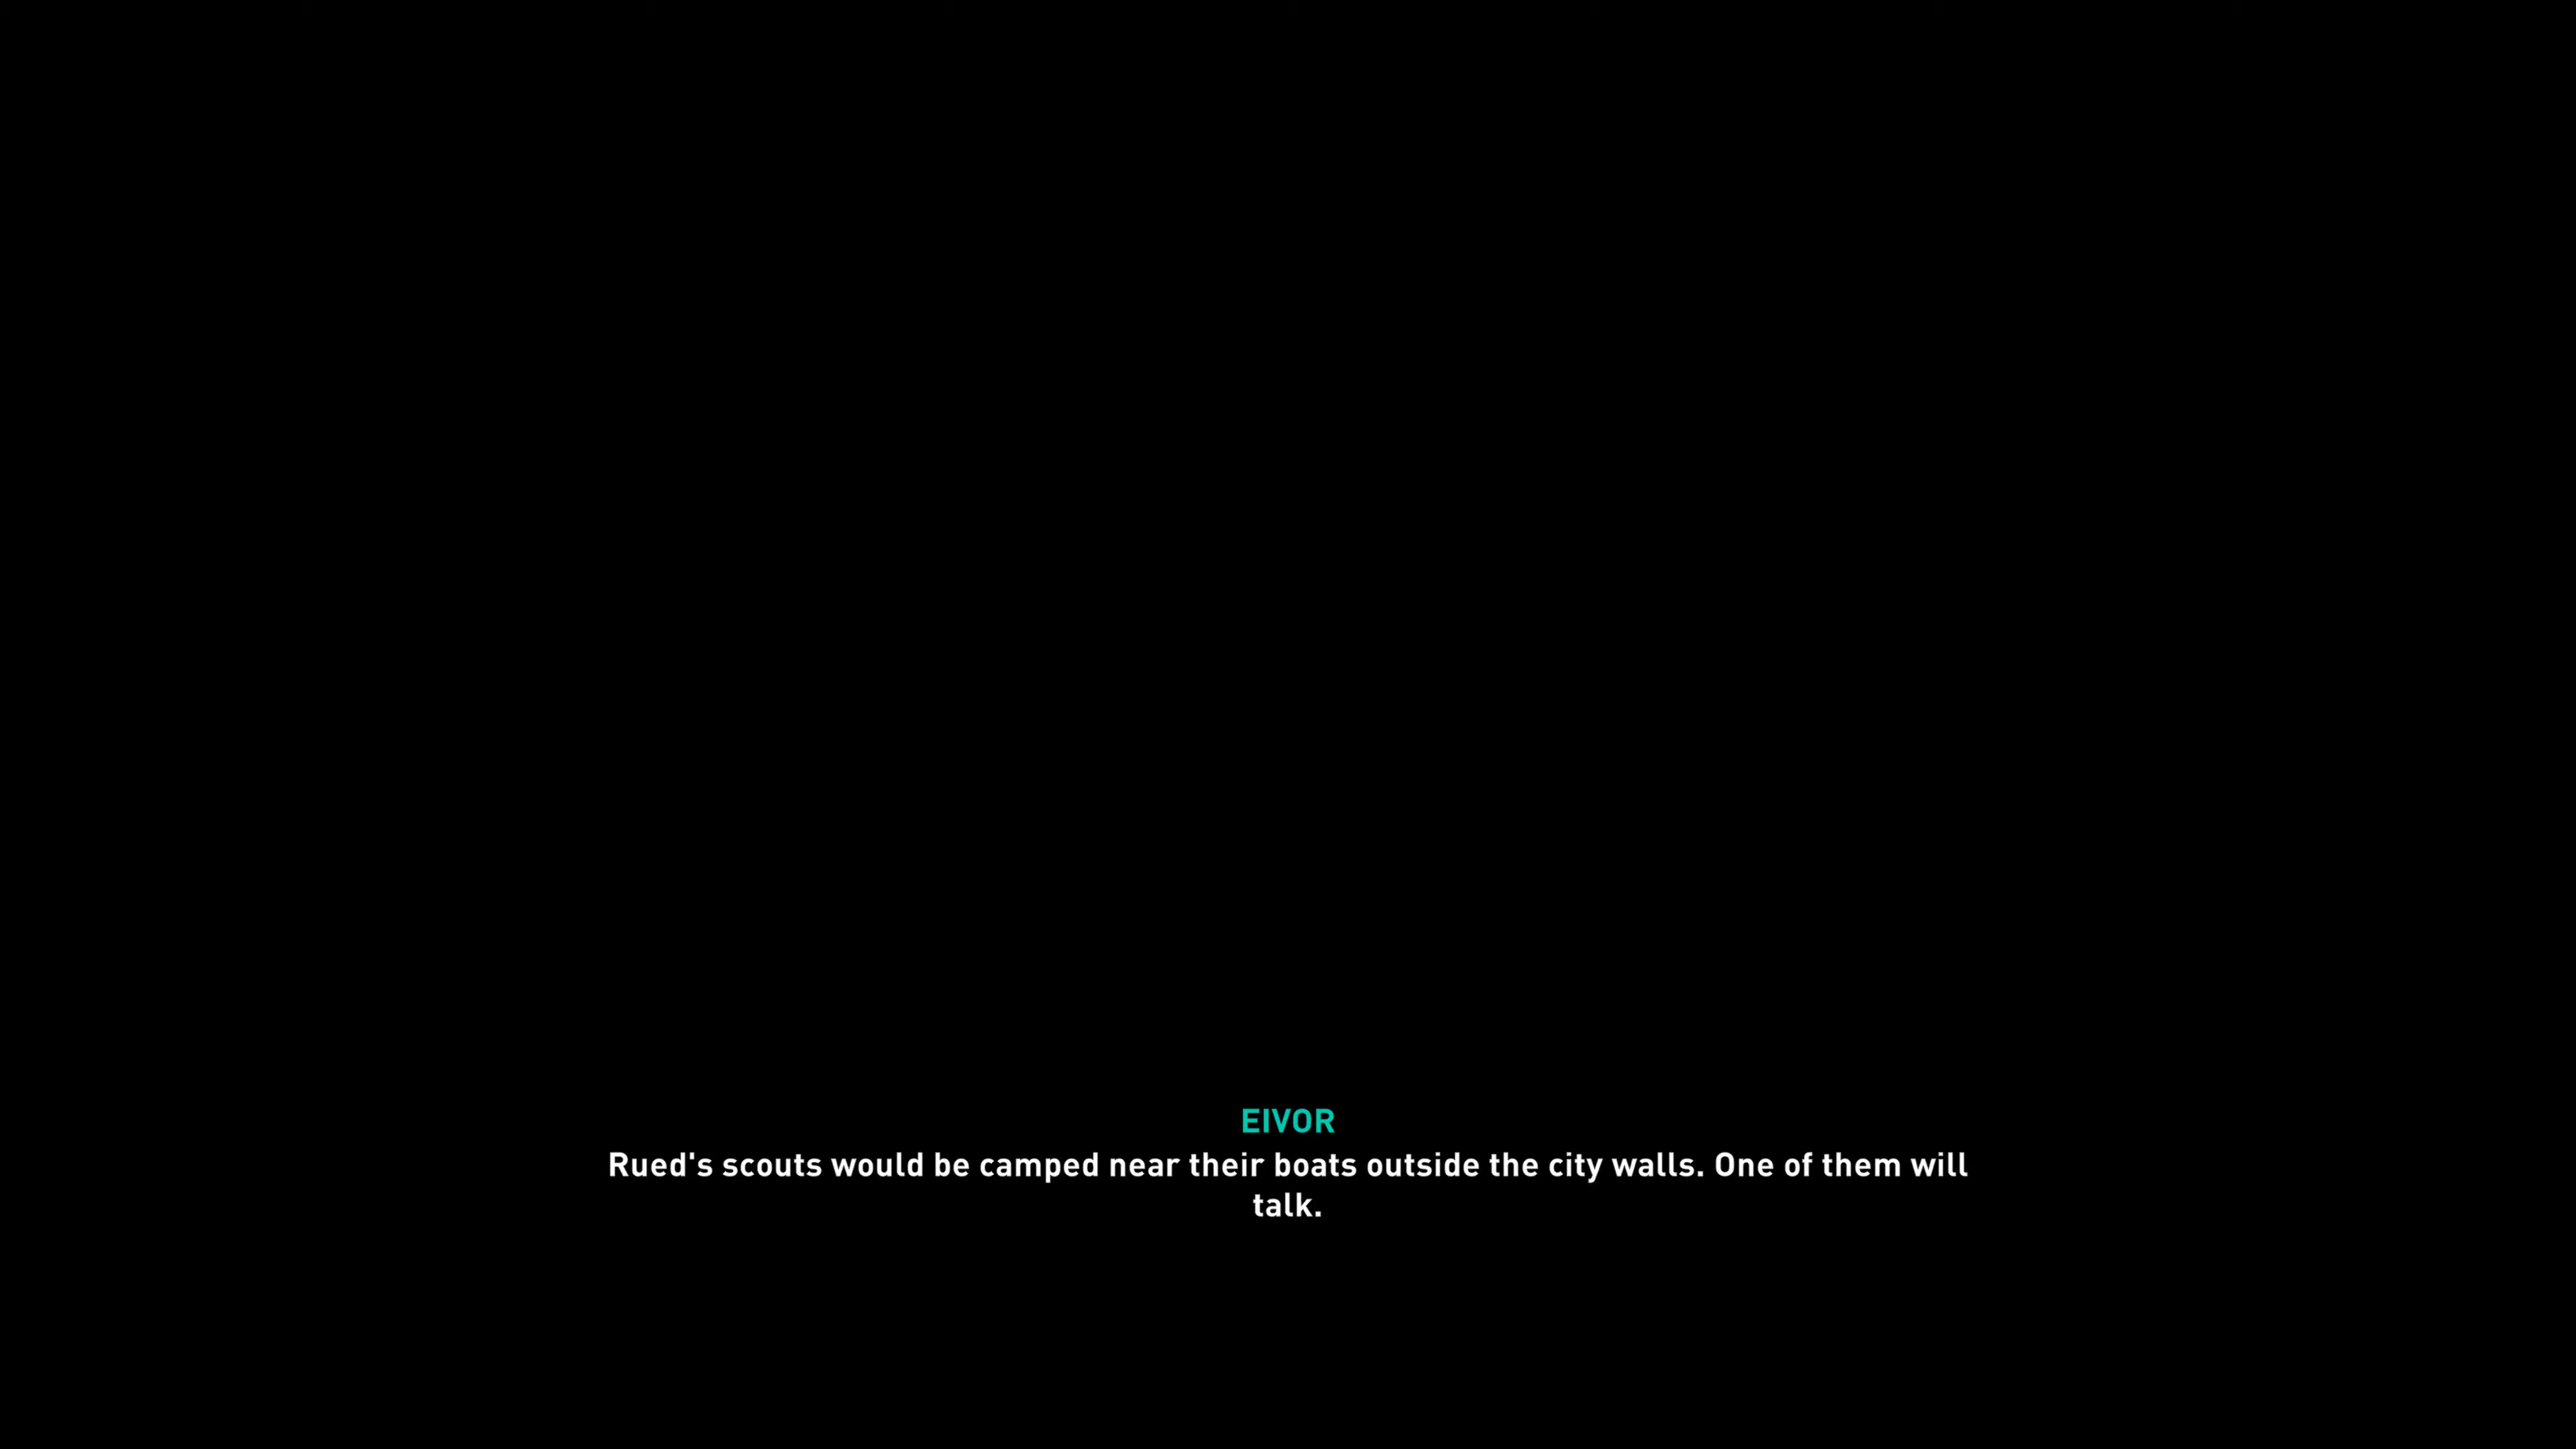 EIVOR
Rued's scouts would be camped near their boats outside the city walls. One of them will
talk.